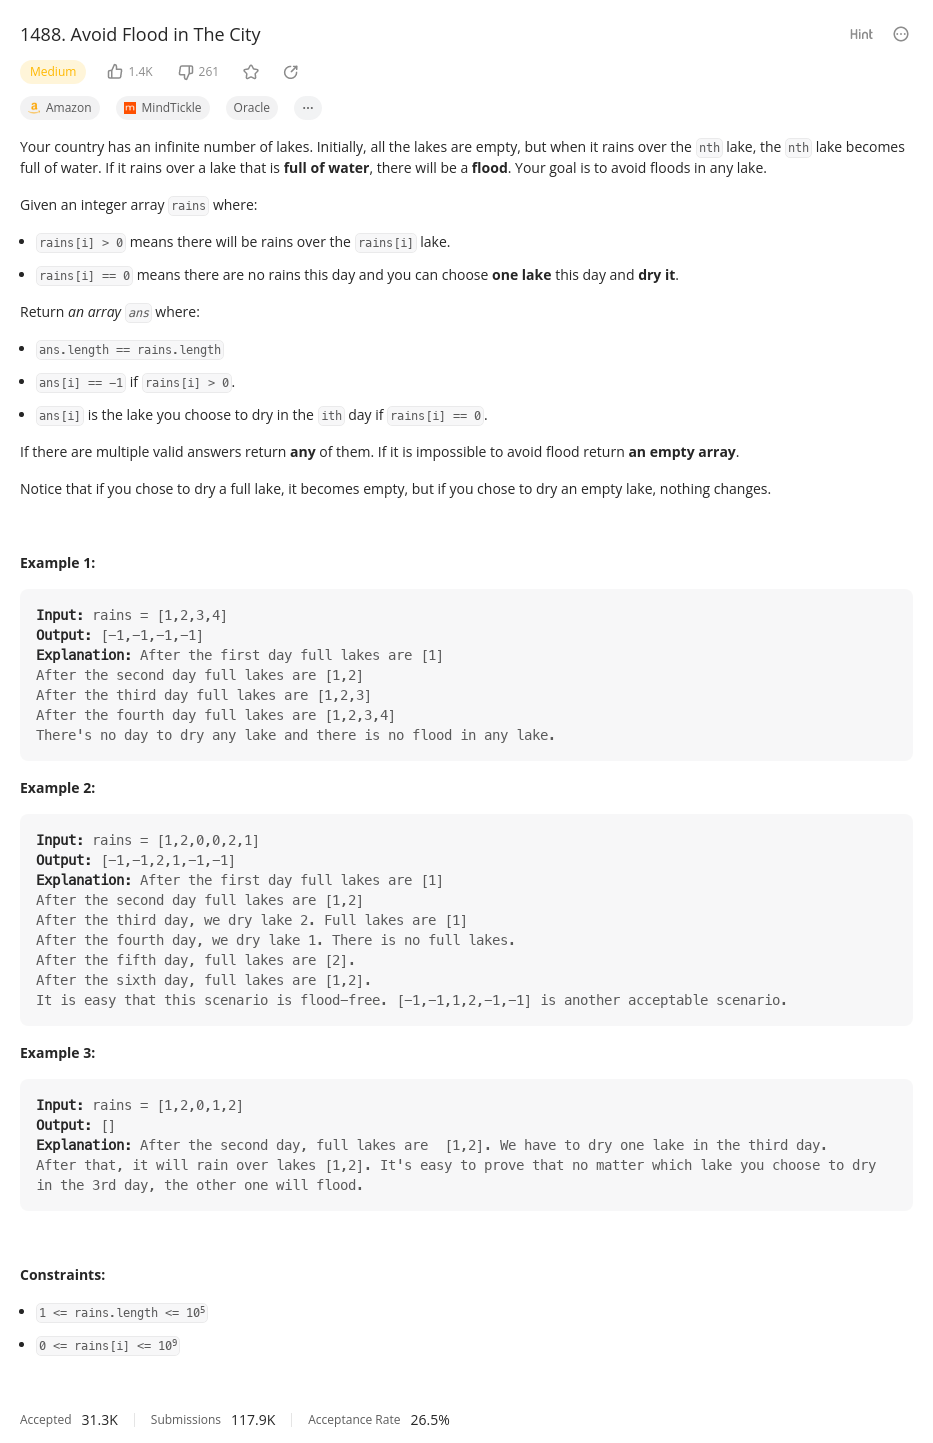 1488. Avoid Flood in The City
Hint
Medium
1.4K
261
Amazon
MindTickle
Oracle
Your country has an infinite number of lakes. Initially, all the lakes are empty, but when it rains over the nth lake, the nth lake becomes
full of water. If it rains over a lake that is full of water, there will be a flood. Your goal is to avoid floods in any lake.
Given an integer array rains where:
• rains[i] > 0 means there will be rains over the rains[i] lake.
• rains[i] == 0 means there are no rains this day and you can choose one lake this day and dry it.
Return an array ans where:
• ans.length == rains.length
• ans[i] == -1 if rains[i] > 0.
• ans[i] is the lake you choose to dry in the ith day if rains[i] == 0.
If there are multiple valid answers return any of them. If it is impossible to avoid flood return an empty array.
Notice that if you chose to dry a full lake, it becomes empty, but if you chose to dry an empty lake, nothing changes.
Example 1:
Input: rains = [1,2,3,4]
Output: [-1,-1,-1,-1]
Explanation: After the first day full lakes are [1]
After the second day full lakes are [1,2]
After the third day full lakes are [1,2,3]
After the fourth day full lakes are [1,2,3,4]
There's no day to dry any lake and there is no flood in any lake.
Example 2:
Input: rains = [1,2,0,0,2,1]
Output: [-1,-1,2,1,-1,-1]
Explanation: After the first day full lakes are [1]
After the second day full lakes are [1,2]
After the third day, we dry lake 2. Full lakes are [1]
After the fourth day, we dry lake 1. There is no full lakes.
After the fifth day, full lakes are [2].
After the sixth day, full lakes are [1,2].
It is easy that this scenario is flood-free. [-1,-1,1,2,-1,-1] is another acceptable scenario.
Example 3:
Input: rains = [1,2,0,1,2]
Output: []
Explanation: After the second day, full lakes are  [1,2]. We have to dry one lake in the third day.
After that, it will rain over lakes [1,2]. It's easy to prove that no matter which lake you choose to dry
in the 3rd day, the other one will flood.
Constraints:
• 1 <= rains.length <= 10⁵
• 0 <= rains[i] <= 10⁹
Accepted 31.3K Submissions 117.9K Acceptance Rate 26.5%